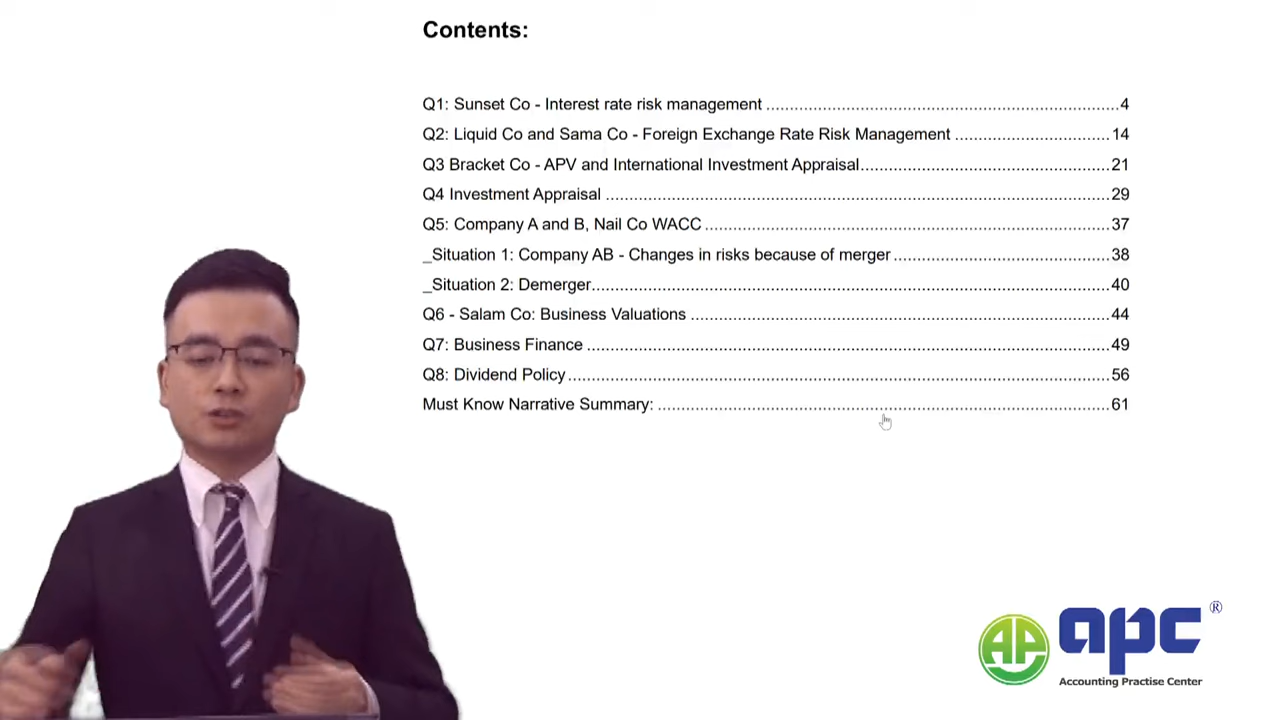 Contents:
Q1: Sunset Co - Interest rate risk management ........ 4
Q2: Liquid Co and Sama Co - Foreign Exchange Rate Risk Management ........ 14
Q3 Bracket Co - APV and International Investment Appraisal ........ 21
Q4 Investment Appraisal ........ 29
Q5: Company A and B, Nail Co WACC ........ 37
_Situation 1: Company AB - Changes in risks because of merger ........ 38
_Situation 2: Demerger ........ 40
Q6 - Salam Co: Business Valuations ........ 44
Q7: Business Finance ........ 49
Q8: Dividend Policy ........ 56
Must Know Narrative Summary: ........ 61
AP apc ®
Accounting Practise Center